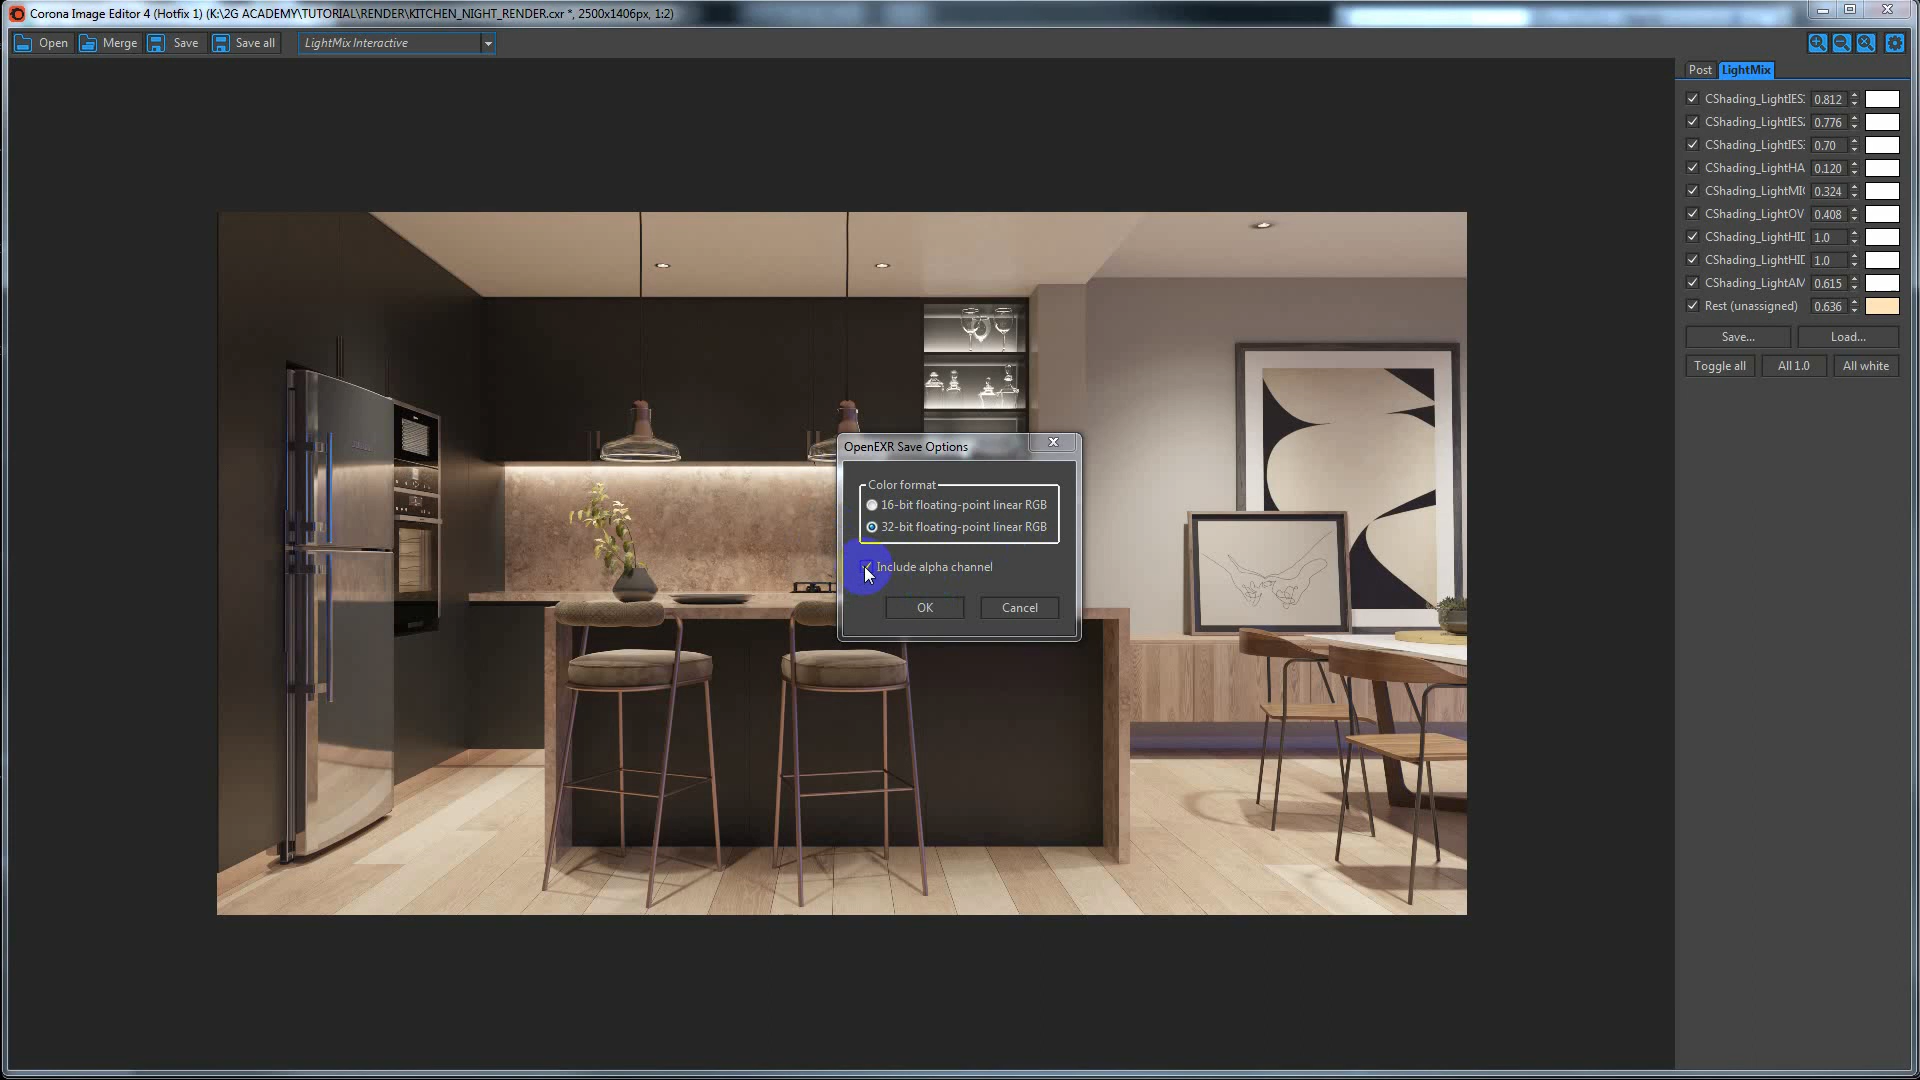 Corona Image Editor 4 (Hotfix 1) (K:\2G ACADEMY\TUTORIAL\RENDER\KITCHEN_NIGHT_RENDER.cxr *, 2500x1406px, 1:2)
Open Merge Save Save all LightMix Interactive
Post LightMix
CShading_LightIES: 0.812
CShading_LightIES: 0.776
CShading_LightIES: 0.70
CShading_LightHA 0.120
CShading_LightMI 0.324
CShading_LightOV 0.408
CShading_LightHID 1.0
CShading_LightHID 1.0
CShading_LightAM 0.615
Rest (unassigned) 0.636
Save... Load...
Toggle all All 1.0 All white
OpenEXR Save Options
Color format
16-bit floating-point linear RGB
32-bit floating-point linear RGB
Include alpha channel
OK Cancel